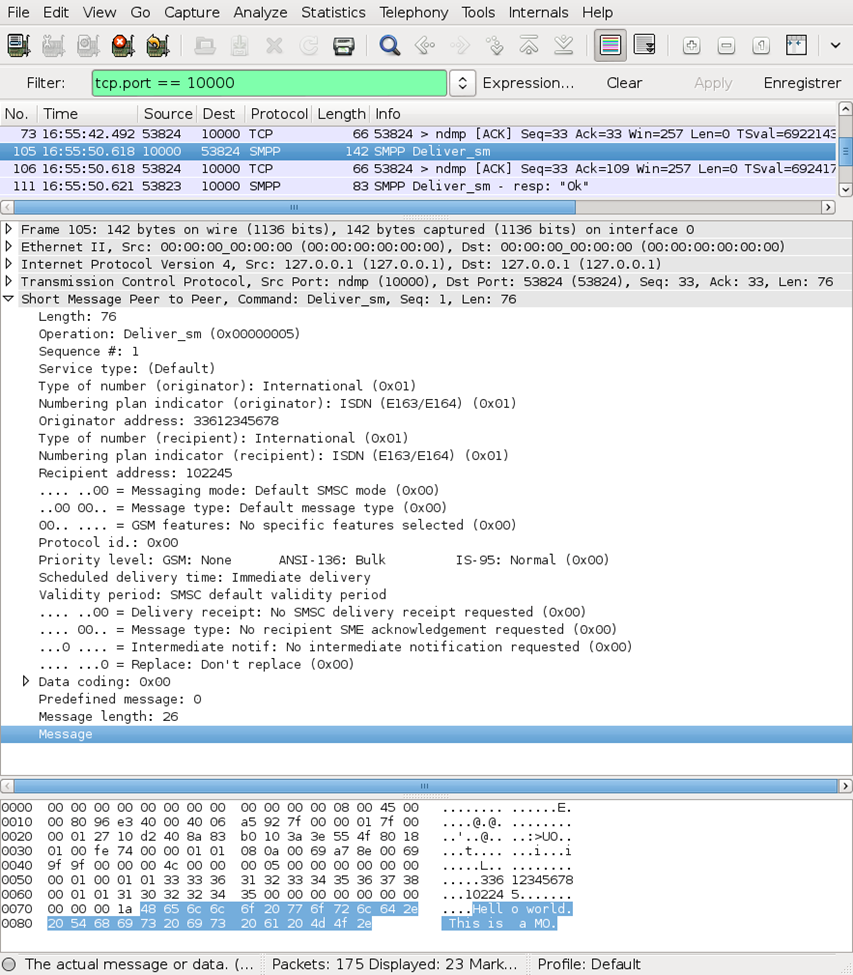 File Edit View Go Capture Analyze Statistics Telephony Tools Internals Help
Filter: tcp.port == 10000 Expression... Clear Apply Enregistrer
No. Time Source Dest Protocol Length Info
73 16:55:42.492 53824 10000 TCP 66 53824 > ndmp [ACK] Seq=33 Ack=33 Win=257 Len=0 TSval=6922143
105 16:55:50.618 10000 53824 SMPP 142 SMPP Deliver_sm
106 16:55:50.618 53824 10000 TCP 66 53824 > ndmp [ACK] Seq=33 Ack=109 Win=257 Len=0 TSval=692417
111 16:55:50.621 53823 10000 SMPP 83 SMPP Deliver_sm - resp: "Ok"
Frame 105: 142 bytes on wire (1136 bits), 142 bytes captured (1136 bits) on interface 0
Ethernet II, Src: 00:00:00_00:00:00 (00:00:00:00:00:00), Dst: 00:00:00_00:00:00 (00:00:00:00:00:00)
Internet Protocol Version 4, Src: 127.0.0.1 (127.0.0.1), Dst: 127.0.0.1 (127.0.0.1)
Transmission Control Protocol, Src Port: ndmp (10000), Dst Port: 53824 (53824), Seq: 33, Ack: 33, Len: 76
Short Message Peer to Peer, Command: Deliver_sm, Seq: 1, Len: 76
Length: 76
Operation: Deliver_sm (0x00000005)
Sequence #: 1
Service type: (Default)
Type of number (originator): International (0x01)
Numbering plan indicator (originator): ISDN (E163/E164) (0x01)
Originator address: 33612345678
Type of number (recipient): International (0x01)
Numbering plan indicator (recipient): ISDN (E163/E164) (0x01)
Recipient address: 102245
.... ..00 = Messaging mode: Default SMSC mode (0x00)
..00 00.. = Message type: Default message type (0x00)
00.. .... = GSM features: No specific features selected (0x00)
Protocol id.: 0x00
Priority level: GSM: None ANSI-136: Bulk IS-95: Normal (0x00)
Scheduled delivery time: Immediate delivery
Validity period: SMSC default validity period
.... ..00 = Delivery receipt: No SMSC delivery receipt requested (0x00)
.... 00.. = Message type: No recipient SME acknowledgement requested (0x00)
...0 .... = Intermediate notif: No intermediate notification requested (0x00)
.... ...0 = Replace: Don't replace (0x00)
Data coding: 0x00
Predefined message: 0
Message length: 26
Message
0000 00 00 00 00 00 00 00 00 00 00 00 00 08 00 45 00 ........ ......E.
0010 00 80 96 e3 40 00 40 06 a5 92 7f 00 00 01 7f 00 ....@.@. ........
0020 00 01 27 10 d2 40 8a 83 b0 10 3a 3e 55 4f 80 18 ..'..@.. ..:>UO..
0030 01 00 fe 74 00 00 01 01 08 0a 00 69 a7 8e 00 69 ...t.... ...i...i
0040 9f 9f 00 00 00 4c 00 00 00 05 00 00 00 00 00 00 .....L.. ........
0050 00 01 00 01 01 33 33 36 31 32 33 34 35 36 37 38 .....336 12345678
0060 00 01 01 31 30 32 32 34 35 00 00 00 00 00 00 00 ...10224 5.......
0070 00 00 00 1a 48 65 6c 6c 6f 20 77 6f 72 6c 64 2e ....Hell o world.
0080 20 54 68 69 73 20 69 73 20 61 20 4d 4f 2e This is a MO.
The actual message or data. (... Packets: 175 Displayed: 23 Mark... Profile: Default